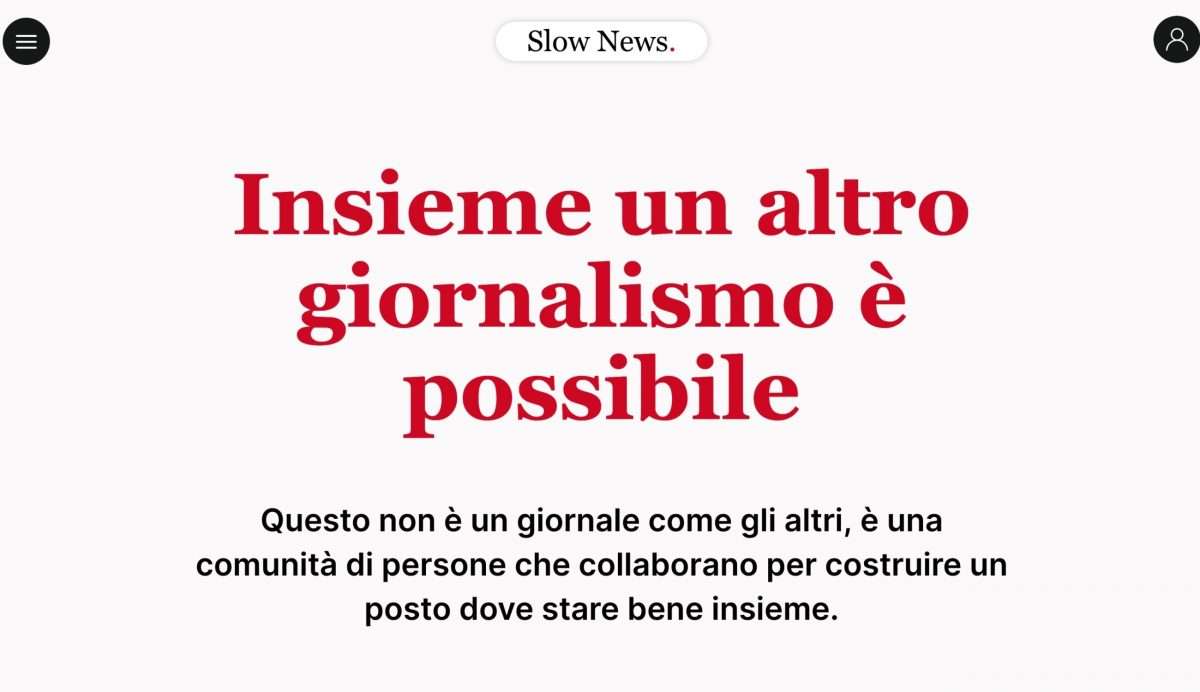 Slow News.
Insieme un altro
giornalismo è
possibile
Questo non è un giornale come gli altri, è una
comunità di persone che collaborano per costruire un
posto dove stare bene insieme.